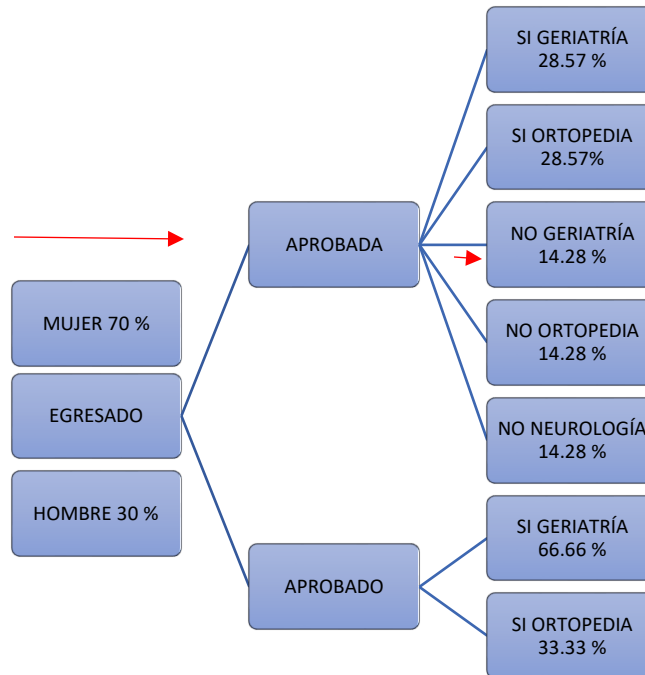 MUJER 70 %
EGRESADO
HOMBRE 30 %
APROBADA
APROBADO
SI GERIATRÍA
28.57 %
SI ORTOPEDIA
28.57%
NO GERIATRÍA
14.28 %
NO ORTOPEDIA
14.28 %
NO NEUROLOGÍA
14.28 %
SI GERIATRÍA
66.66 %
SI ORTOPEDIA
33.33 %